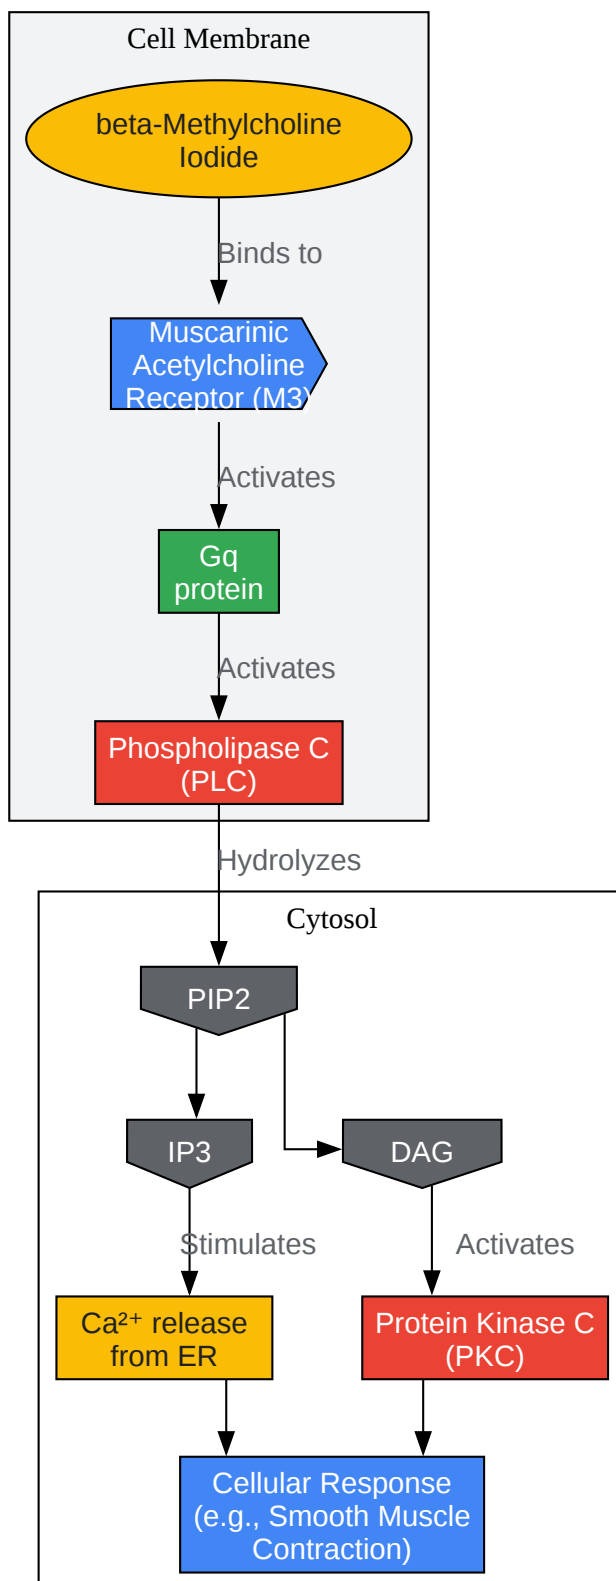 Cell Membrane
beta-Methylcholine
Iodide
Binds to
Muscarinic
Acetylcholine
Receptor (M3)
Activates
Gq
protein
Activates
Phospholipase C
(PLC)
Hydrolyzes
Cytosol
PIP2
IP3
DAG
Stimulates
Activates
Ca²⁺ release
from ER
Protein Kinase C
(PKC)
Cellular Response
(e.g., Smooth Muscle
Contraction)